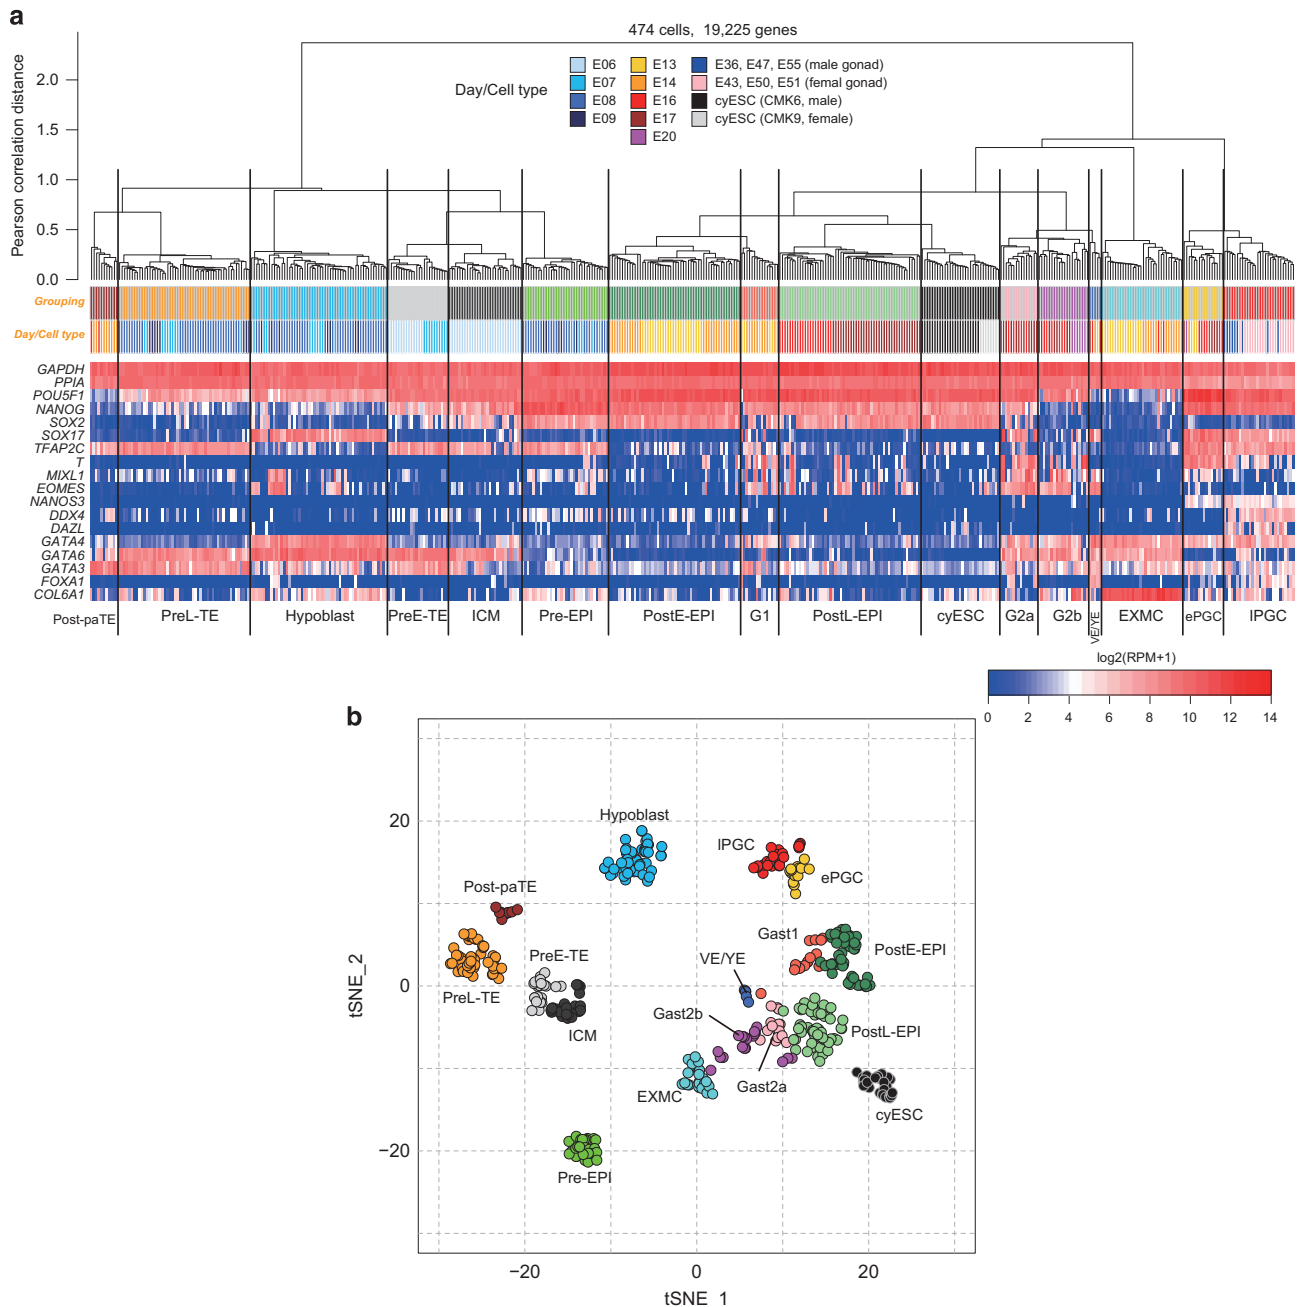 a
474 cells, 19,225 genes
Day/Cell type
E06
E07
E08
E09
E13
E14
E16
E17
E20
E36, E47, E55 (male gonad)
E43, E50, E51 (femal gonad)
cyESC (CMK6, male)
cyESC (CMK9, female)
Pearson correlation distance
2.0
1.5
1.0
0.5
0.0
Grouping
Day/Cell type
GAPDH
PPIA
POU5F1
NANOG
SOX2
SOX17
TFAP2C
T
MIXL1
EOMES
NANOS3
DDX4
DAZL
GATA4
GATA6
GATA3
FOXA1
COL6A1
Post-paTE PreL-TE Hypoblast PreE-TE ICM Pre-EPI PostE-EPI G1 PostL-EPI cyESC G2a G2b VE/YE EXMC ePGC lPGC
log2(RPM+1)
0 2 4 6 8 10 12 14
b
tSNE_2
20
0
−20
Hypoblast
lPGC
ePGC
Post-paTE
Gast1
PostE-EPI
PreE-TE
VE/YE
PreL-TE
Gast2b
ICM
PostL-EPI
EXMC
Gast2a
cyESC
Pre-EPI
−20 0 20
tSNE_1